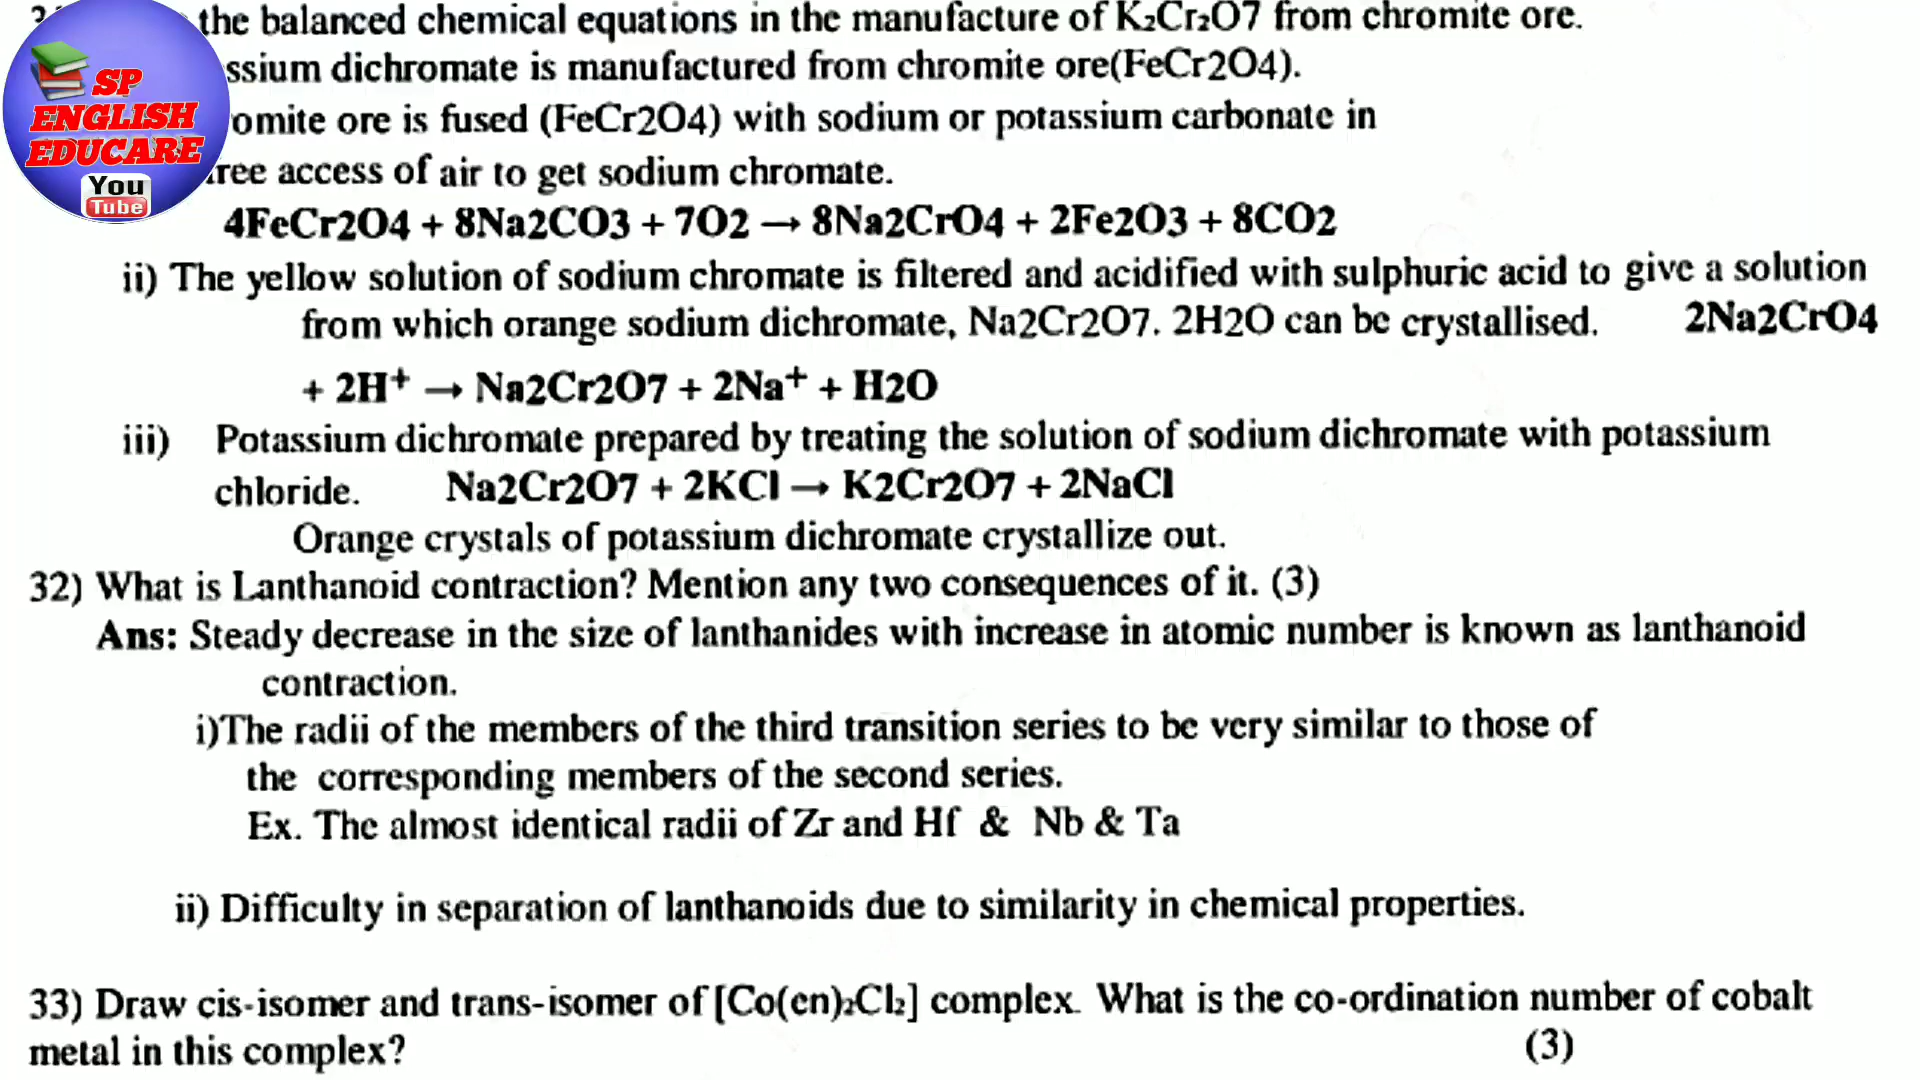 the balanced chemical equations in the manufacture of K₂Cr₂O7 from chromite ore.
ssium dichromate is manufactured from chromite ore(FeCr2O4).
omite ore is fused (FeCr2O4) with sodium or potassium carbonate in
free access of air to get sodium chromate.
SP
ENGLISH
EDUCARE
You
Tube
4FeCr2O4 + 8Na2CO3 + 7O2 → 8Na2CrO4 + 2Fe2O3 + 8CO2
ii) The yellow solution of sodium chromate is filtered and acidified with sulphuric acid to give a solution
from which orange sodium dichromate, Na2Cr2O7. 2H2O can be crystallised. 2Na2CrO4
+ 2H⁺ → Na2Cr2O7 + 2Na⁺ + H2O
iii) Potassium dichromate prepared by treating the solution of sodium dichromate with potassium
chloride. Na2Cr2O7 + 2KCl → K2Cr2O7 + 2NaCl
Orange crystals of potassium dichromate crystallize out.
32) What is Lanthanoid contraction? Mention any two consequences of it. (3)
Ans: Steady decrease in the size of lanthanides with increase in atomic number is known as lanthanoid
contraction.
i)The radii of the members of the third transition series to be very similar to those of
the corresponding members of the second series.
Ex. The almost identical radii of Zr and Hf & Nb & Ta
ii) Difficulty in separation of lanthanoids due to similarity in chemical properties.
33) Draw cis-isomer and trans-isomer of [Co(en)₂Cl₂] complex. What is the co-ordination number of cobalt
metal in this complex? (3)